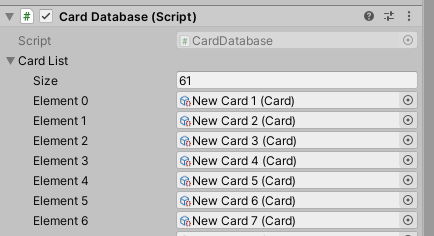 Card Database (Script)
Script CardDatabase
Card List
Size 61
Element 0 New Card 1 (Card)
Element 1 New Card 2 (Card)
Element 2 New Card 3 (Card)
Element 3 New Card 4 (Card)
Element 4 New Card 5 (Card)
Element 5 New Card 6 (Card)
Element 6 New Card 7 (Card)